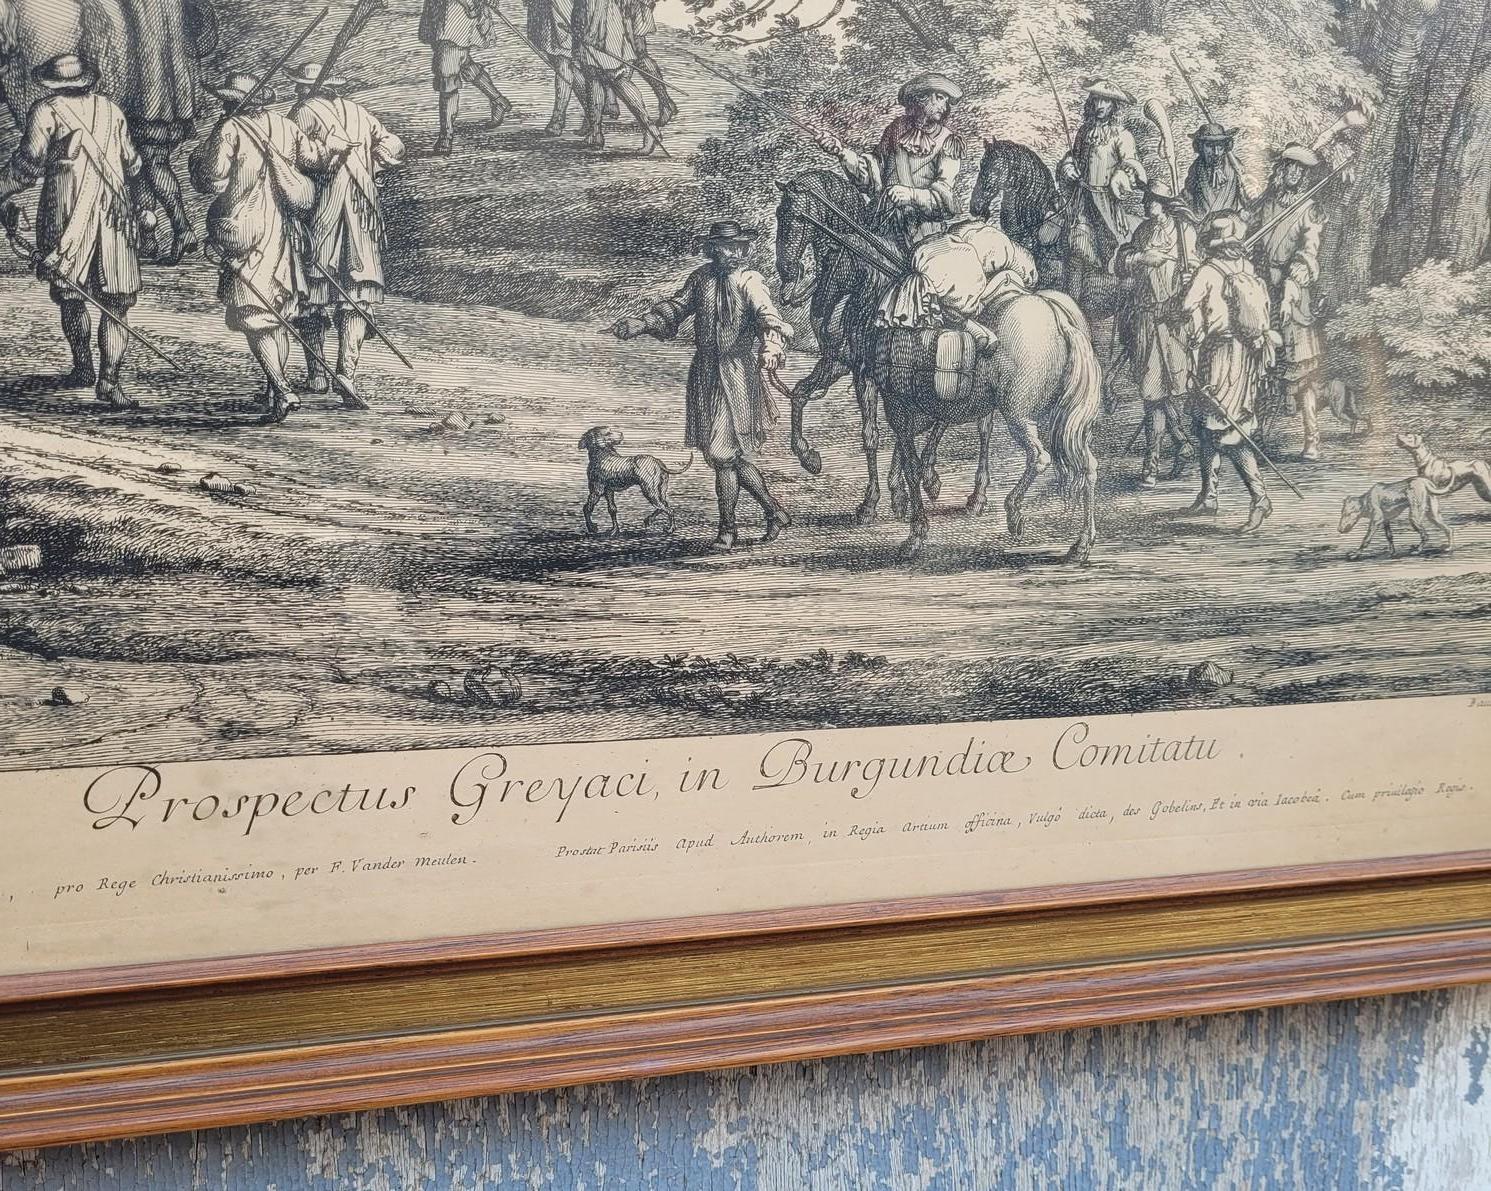 Bau
Prospectus Greyaci, in Burgundiæ Comitatu.
, pro Rege Christianissimo, per F. Vander Meulen. Prostat Parisiis apud Authorem, in Regia artium officina, Vulgò dicta, des Gobelins, Et in via Iacobeâ. Cum priuilegio Regis.